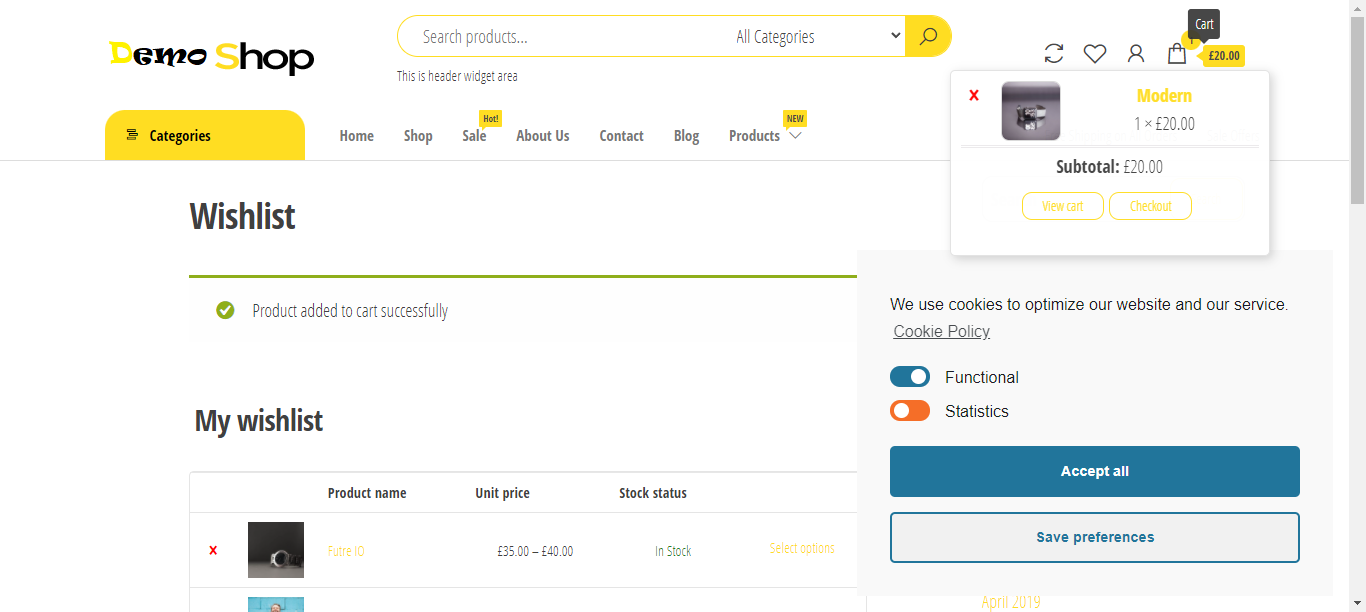 Cart
Demo Shop
Search products...
All Categories
1
£20.00
This is header widget area
Categories
Home
Shop
Sale
Hot!
About Us
Contact
Blog
Products
NEW
x
Modern
1 × £20.00
Subtotal: £20.00
View cart
Checkout
Wishlist
Product added to cart successfully
We use cookies to optimize our website and our service.
Cookie Policy
Functional
Statistics
Accept all
Save preferences
My wishlist
Product name
Unit price
Stock status
x
Futre IO
£35.00 – £40.00
In Stock
Select options
April 2019